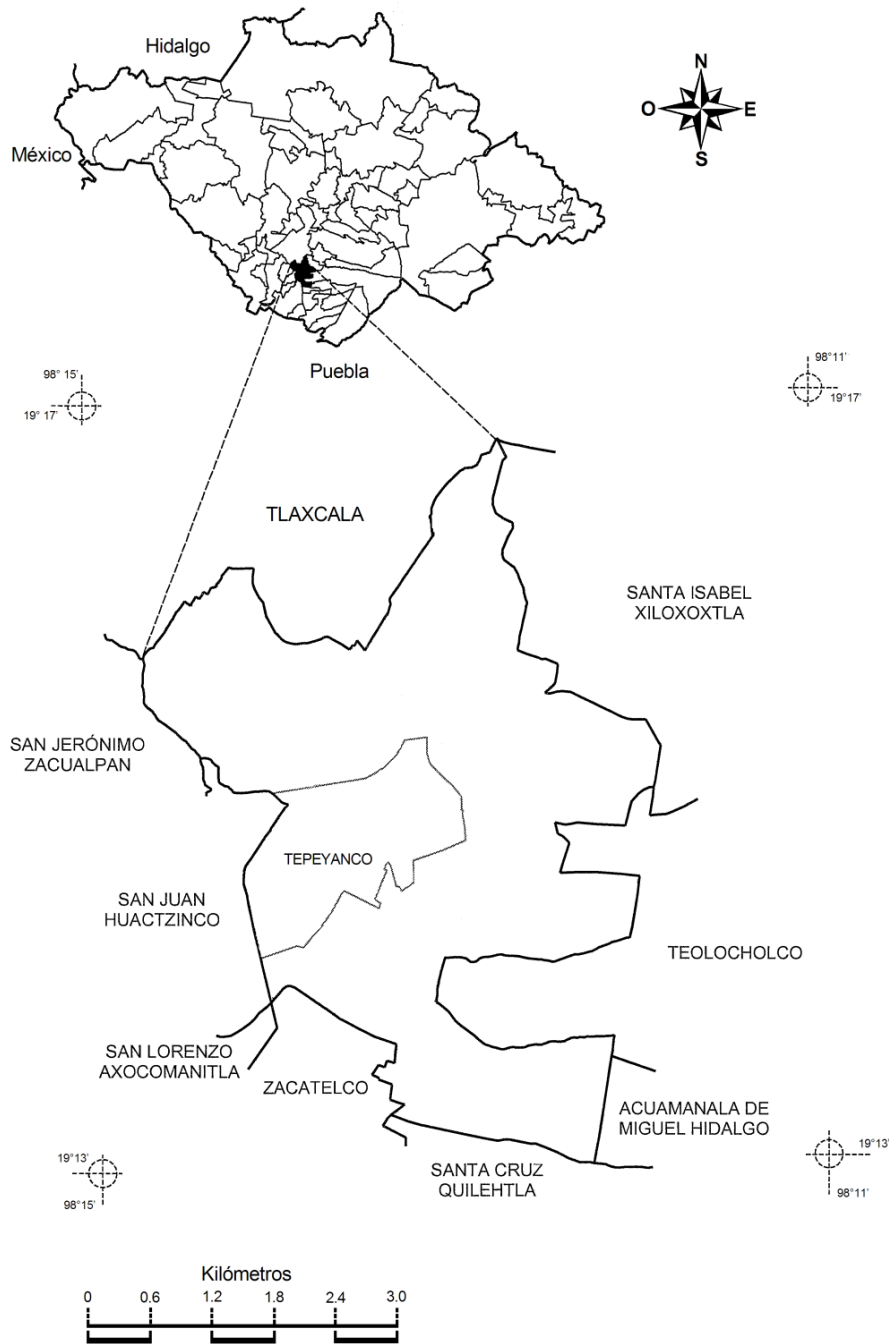 Hidalgo
N
O
E
S
México
Puebla
98° 15'
19° 17'
98°11'
19°17'
TLAXCALA
SANTA ISABEL
XILOXOXTLA
SAN JERÓNIMO
ZACUALPAN
TEPEYANCO
SAN JUAN
HUACTZINCO
TEOLOCHOLCO
SAN LORENZO
AXOCOMANITLA
ZACATELCO
ACUAMANALA DE
MIGUEL HIDALGO
SANTA CRUZ
QUILEHTLA
19°13'
98°15'
19°13'
98°11'
Kilómetros
0 0.6 1.2 1.8 2.4 3.0